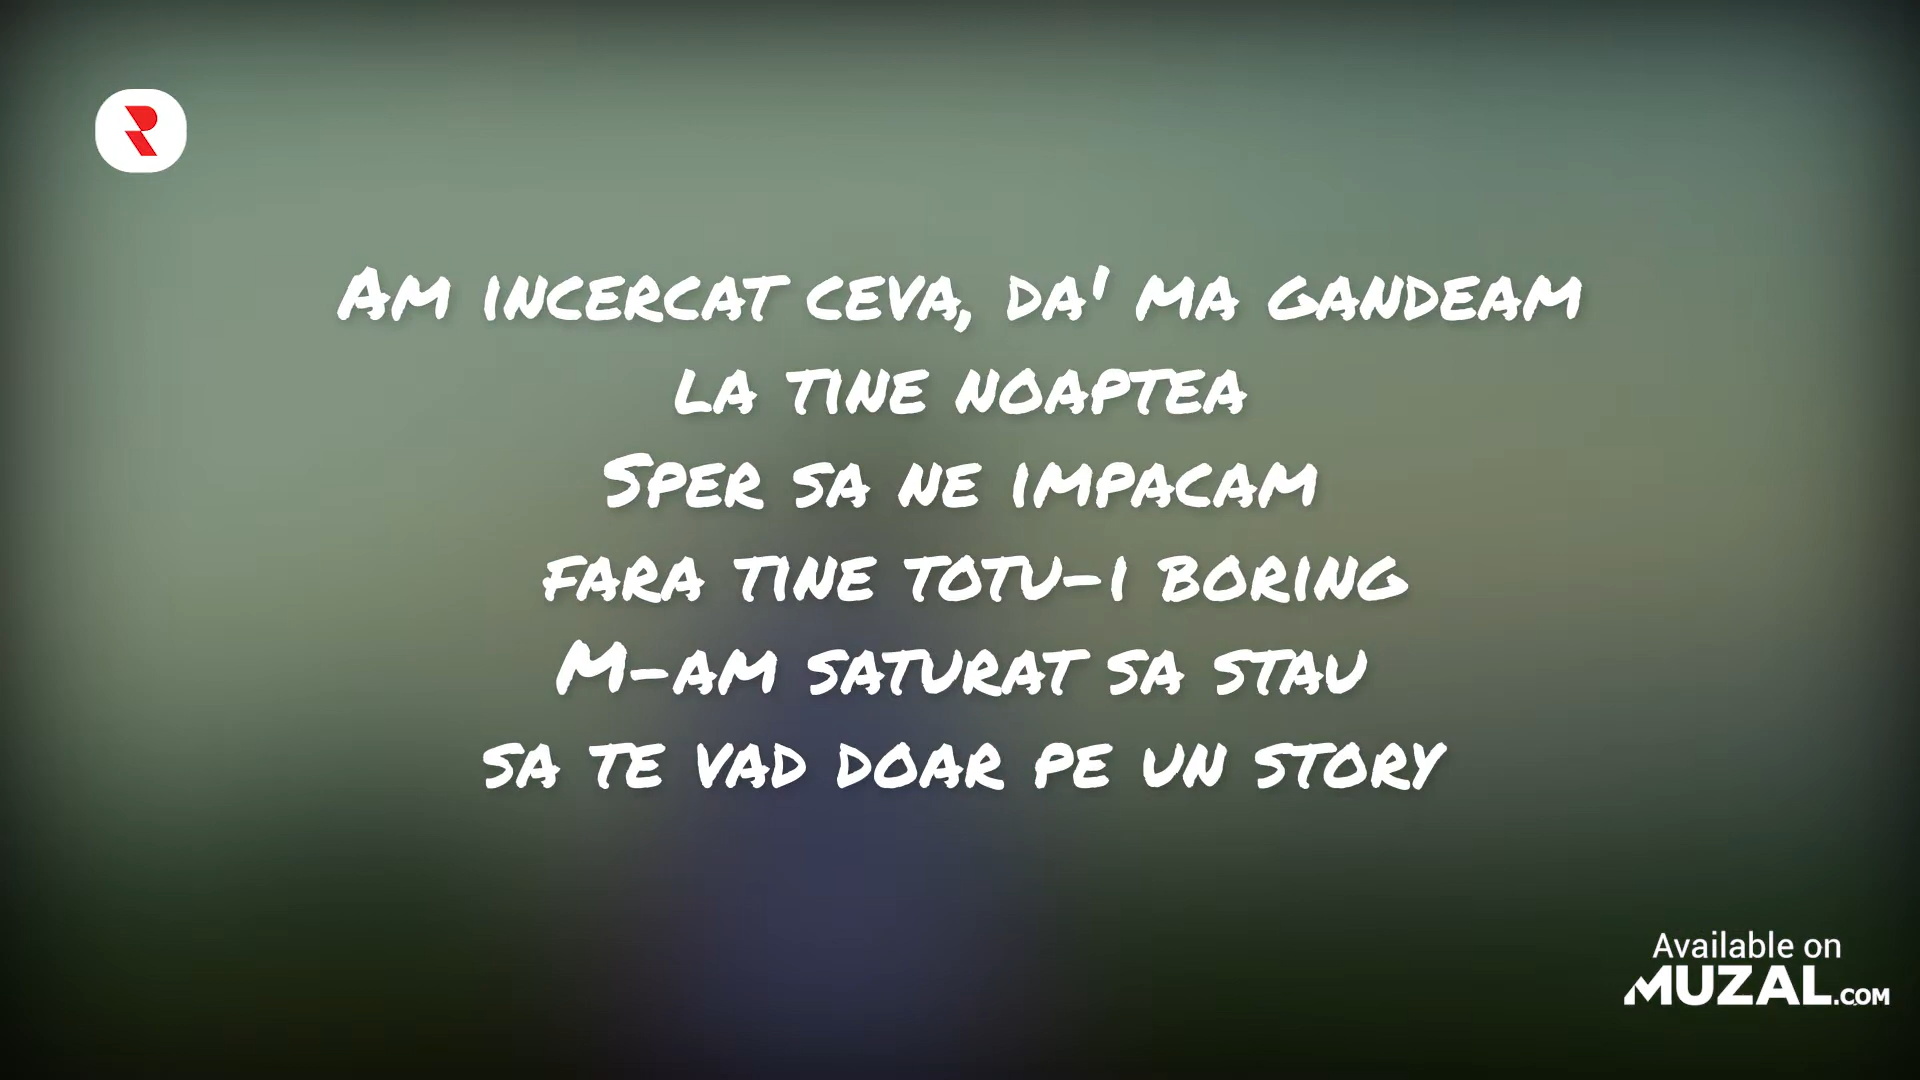 Am incercat ceva, da' ma gandeam
la tine noaptea
Sper sa ne impacam
fara tine totu-i boring
M-am saturat sa stau
sa te vad doar pe un story
R
Available on
MUZAL.COM